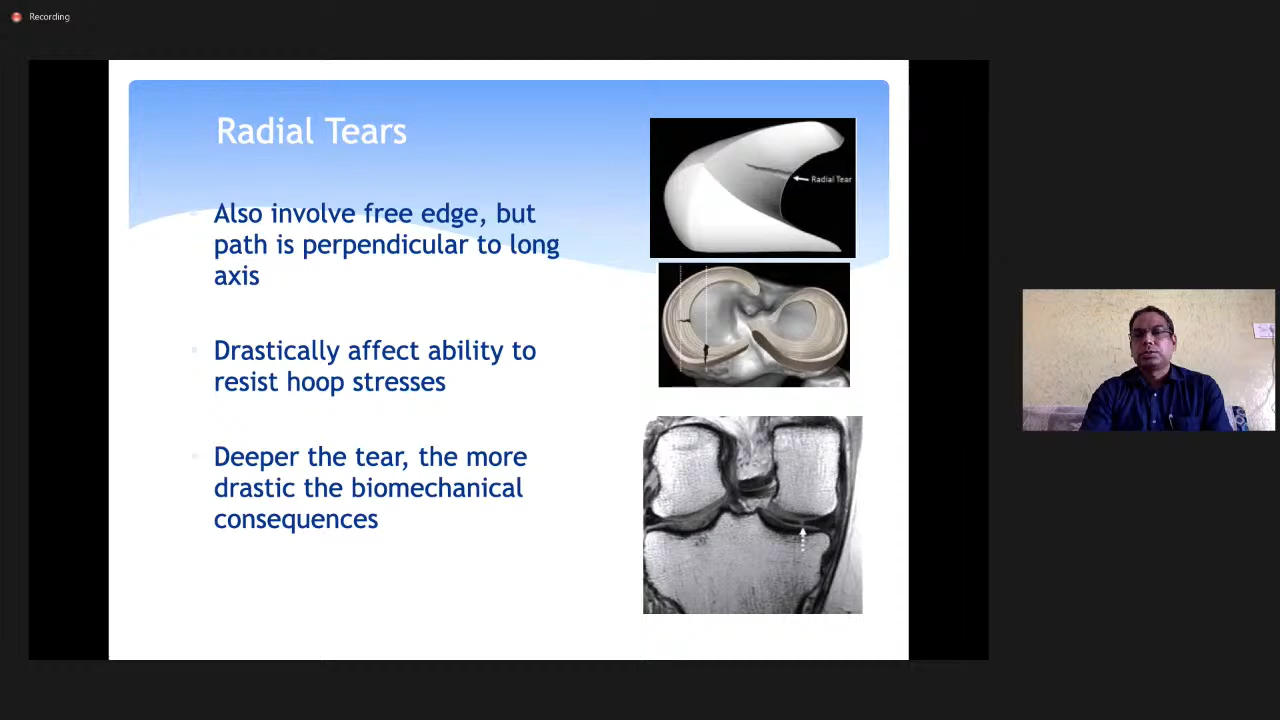 Recording
Radial Tears
Also involve free edge, but
path is perpendicular to long
axis
Drastically affect ability to
resist hoop stresses
Deeper the tear, the more
drastic the biomechanical
consequences
Radial Tear